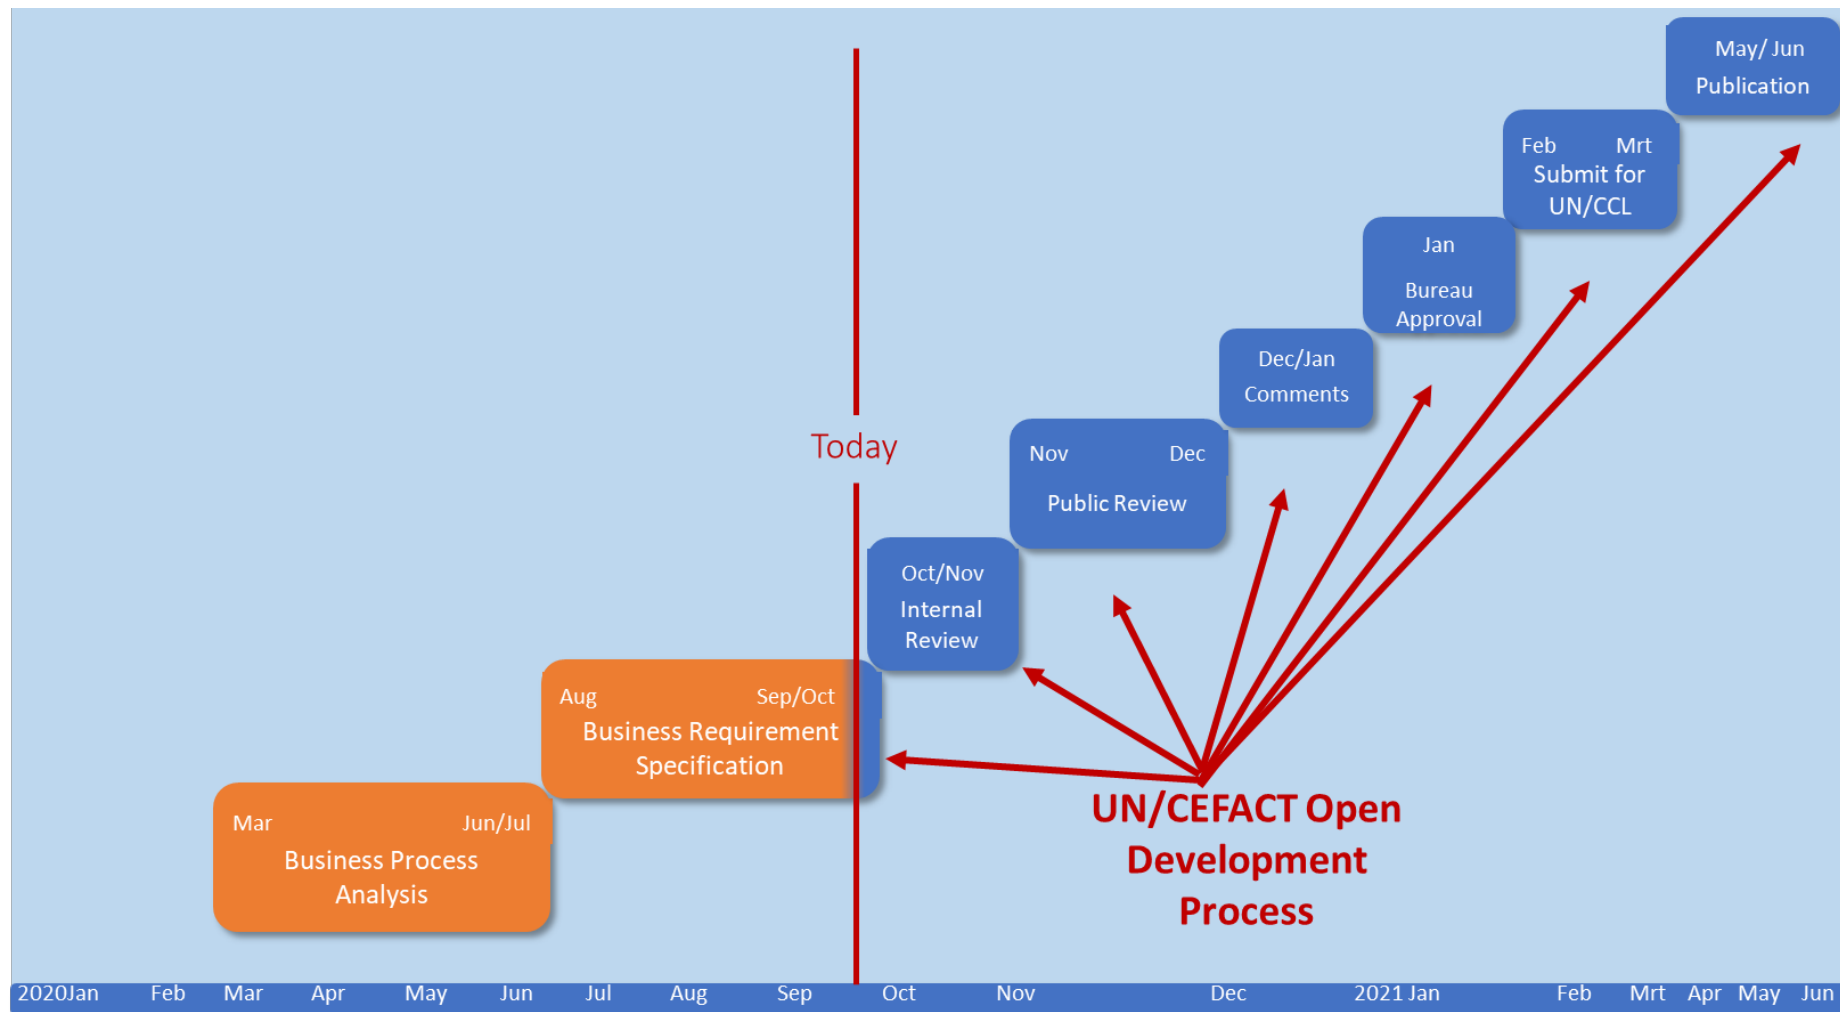 May/ Jun
Publication
Feb Mrt
Submit for
UN/CCL
Jan
Bureau
Approval
Dec/Jan
Comments
Today
Nov Dec
Public Review
Oct/Nov
Internal
Review
Aug Sep/Oct
Business Requirement
Specification
Mar Jun/Jul
Business Process
Analysis
UN/CEFACT Open
Development
Process
2020Jan Feb Mar Apr May Jun Jul Aug Sep Oct Nov Dec 2021 Jan Feb Mrt Apr May Jun